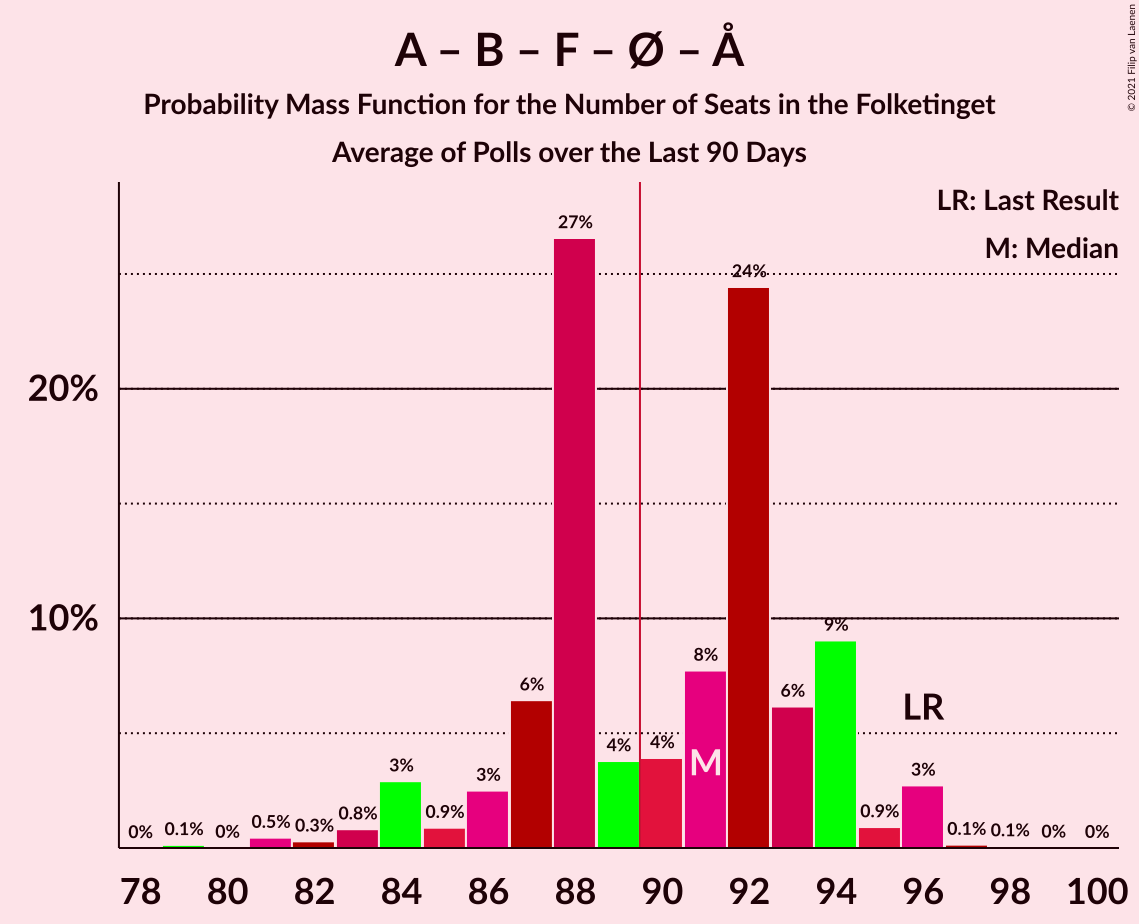 A – B – F – Ø – Å
Probability Mass Function for the Number of Seats in the Folketinget
Average of Polls over the Last 90 Days
© 2021 Filip van Laenen
LR: Last Result
M: Median
27%
24%
20%
10%
9%
8%
6%
6%
LR
4%
4%
M
3%
3%
3%
0%
0.1%
0%
0.5%
0.3%
0.8%
0.9%
0.9%
0.1%
0.1%
0%
0%
78 80 82 84 86 88 90 92 94 96 98 100